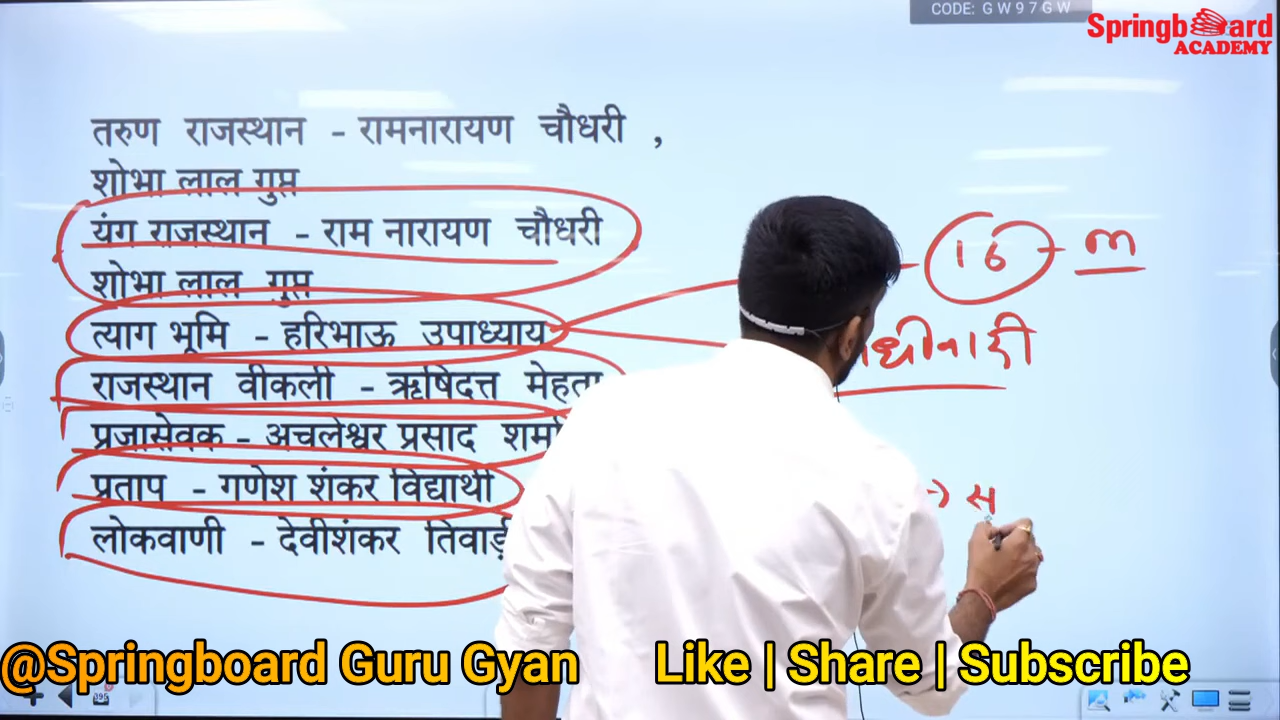 CODE: GW97GW
Springboard
ACADEMY
तरुण राजस्थान - रामनारायण चौधरी ,
शोभा लाल गुप्त
यंग राजस्थान - राम नारायण चौधरी
शोभा लाल गुप्त
त्याग भूमि - हरिभाऊ उपाध्याय
राजस्थान वीकली - ऋषिदत्त मेहता
प्रजासेवक - अचलेश्वर प्रसाद शर्मा
प्रताप - गणेश शंकर विद्यार्थी
लोकवाणी - देवीशंकर तिवाड़ी
16 - m
→ स
@Springboard Guru Gyan Like | Share | Subscribe